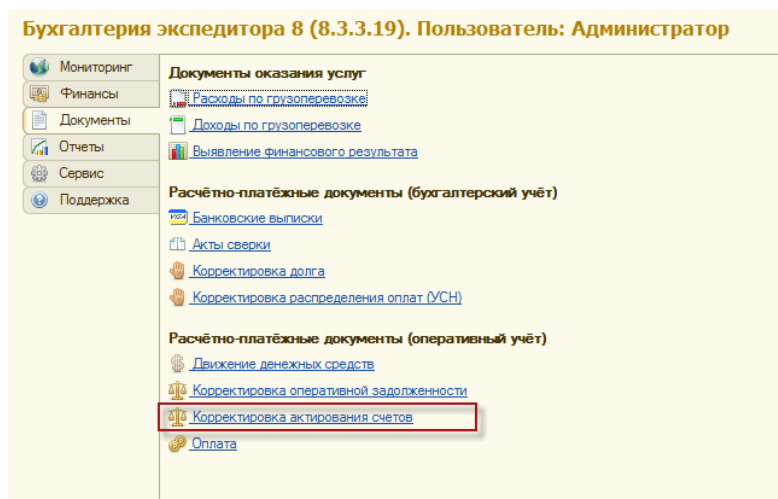 Бухгалтерия экспедитора 8 (8.3.3.19). Пользователь: Администратор
Мониторинг
Финансы
Документы
Отчеты
Сервис
Поддержка
Документы оказания услуг
Расходы по грузоперевозке
Доходы по грузоперевозке
Выявление финансового результата
Расчётно-платёжные документы (бухгалтерский учёт)
Банковские выписки
Акты сверки
Корректировка долга
Корректировка распределения оплат (УСН)
Расчётно-платёжные документы (оперативный учёт)
Движение денежных средств
Корректировка оперативной задолженности
Корректировка актирования счетов
Оплата